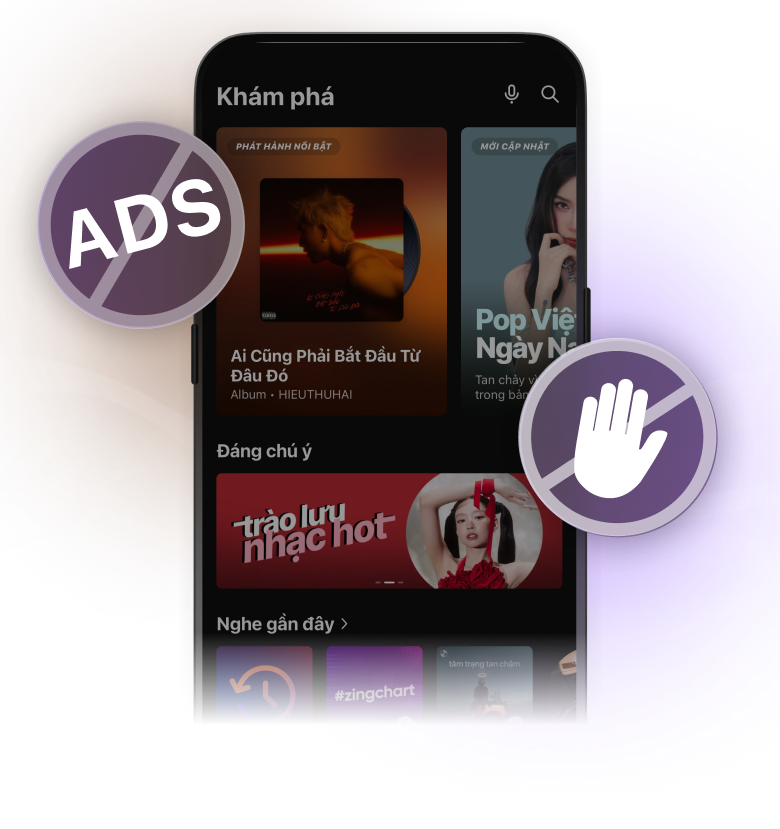 Khám phá
ADS
PHÁT HÀNH NỔI BẬT
MỚI CẬP NHẬT
Ai Cũng Phải Bắt Đầu Từ
Đâu Đó
Album • HIEUTHUHAI
Pop Việt
Ngày Na
Tan chảy v
trong bản
Đáng chú ý
trào lưu
nhạc hot
Nghe gần đây
#zingchart
tâm trạng tan chậm